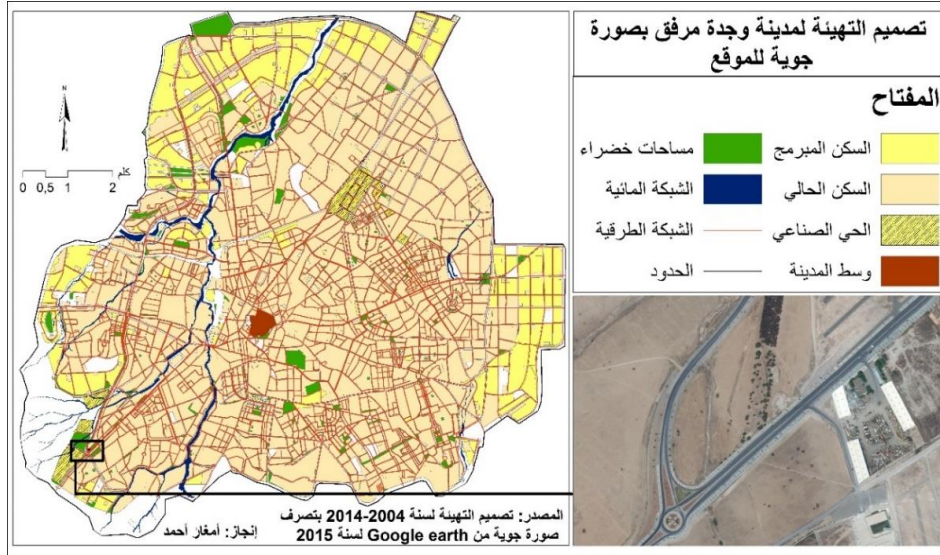 تصميم التهيئة لمدينة وجدة مرفق بصورة
جوية للموقع
المفتاح
السكن المبرمج
مساحات خضراء
السكن الحالي
الشبكة المائية
الحي الصناعي
الشبكة الطرقية
وسط المدينة
الحدود
N
كلم
0 0,5 1 2
المصدر: تصميم التهيئة لسنة 2004-2014 بتصرف
صورة جوية من Google earth لسنة 2015
إنجاز: أمغار أحمد